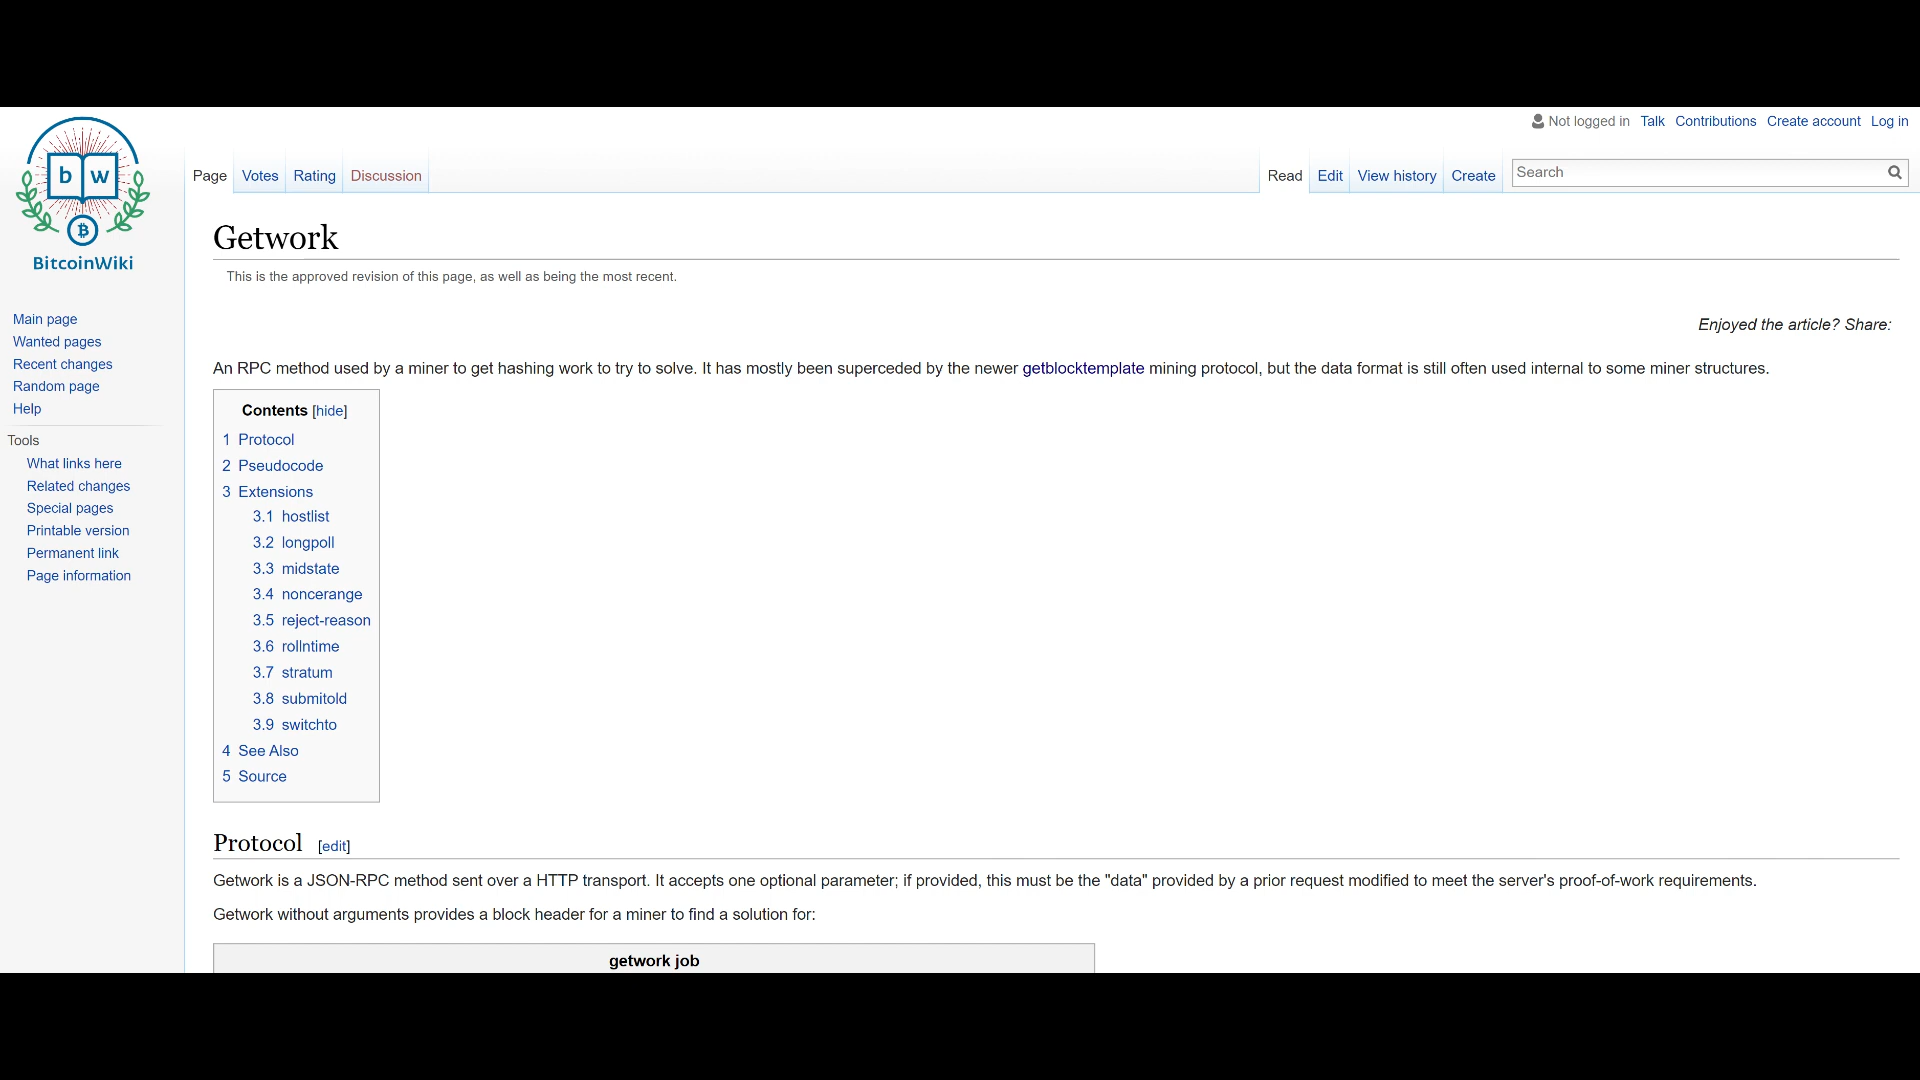 Not logged in Talk Contributions Create account Log in
Page Votes Rating Discussion Read Edit View history Create Search
b w
BitcoinWiki
Main page
Wanted pages
Recent changes
Random page
Help
Tools
What links here
Related changes
Special pages
Printable version
Permanent link
Page information
Getwork
This is the approved revision of this page, as well as being the most recent.
Enjoyed the article? Share:
An RPC method used by a miner to get hashing work to try to solve. It has mostly been superceded by the newer getblocktemplate mining protocol, but the data format is still often used internal to some miner structures.
Contents [hide]
1 Protocol
2 Pseudocode
3 Extensions
3.1 hostlist
3.2 longpoll
3.3 midstate
3.4 noncerange
3.5 reject-reason
3.6 rollntime
3.7 stratum
3.8 submitold
3.9 switchto
4 See Also
5 Source
Protocol [edit]
Getwork is a JSON-RPC method sent over a HTTP transport. It accepts one optional parameter; if provided, this must be the "data" provided by a prior request modified to meet the server's proof-of-work requirements.
Getwork without arguments provides a block header for a miner to find a solution for:
getwork job